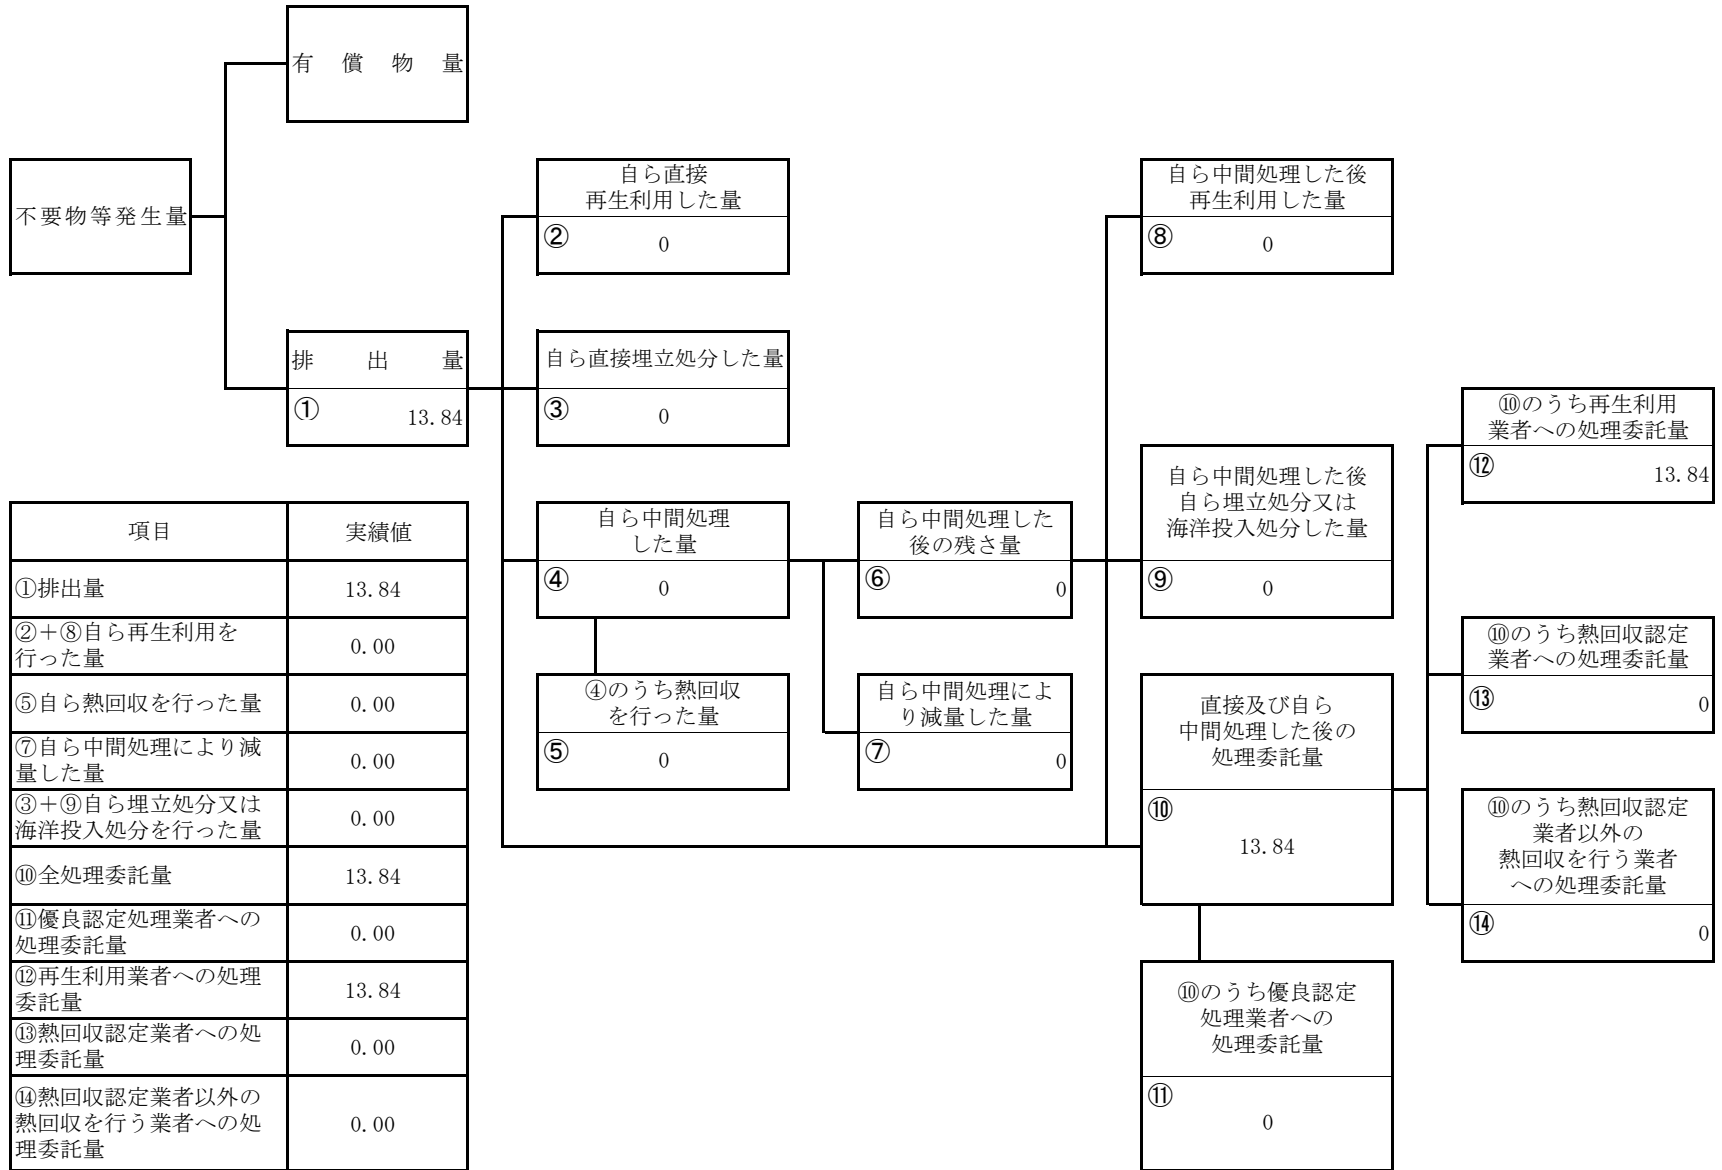 有償物量
不要物等発生量
排出量
① 13.84
自ら直接
再生利用した量
② 0
自ら直接埋立処分した量
③ 0
自ら中間処理
した量
④ 0
④のうち熱回収
を行った量
⑤ 0
自ら中間処理した
後の残さ量
⑥ 0
自ら中間処理によ
り減量した量
⑦ 0
自ら中間処理した後
再生利用した量
⑧ 0
自ら中間処理した後
自ら埋立処分又は
海洋投入処分した量
⑨ 0
直接及び自ら
中間処理した後の
処理委託量
⑩
13.84
⑩のうち優良認定
処理業者への
処理委託量
⑪
0
⑩のうち再生利用
業者への処理委託量
⑫ 13.84
⑩のうち熱回収認定
業者への処理委託量
⑬ 0
⑩のうち熱回収認定
業者以外の
熱回収を行う業者
への処理委託量
⑭ 0
項目 実績値
①排出量 13.84
②+⑧自ら再生利用を
行った量 0.00
⑤自ら熱回収を行った量 0.00
⑦自ら中間処理により減
量した量 0.00
③+⑨自ら埋立処分又は
海洋投入処分を行った量 0.00
⑩全処理委託量 13.84
⑪優良認定処理業者への
処理委託量 0.00
⑫再生利用業者への処理
委託量 13.84
⑬熱回収認定業者への処
理委託量 0.00
⑭熱回収認定業者以外の
熱回収を行う業者への処
理委託量 0.00